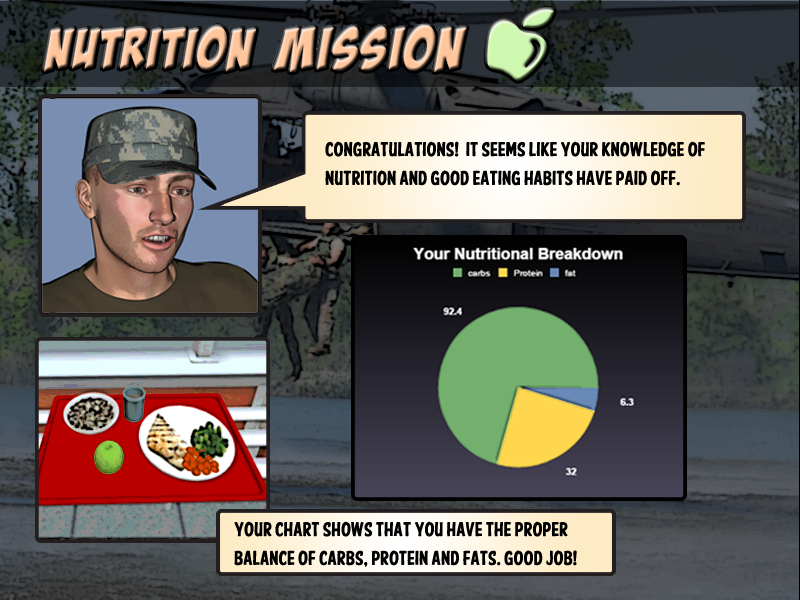 NUTRITION MISSION
CONGRATULATIONS! IT SEEMS LIKE YOUR KNOWLEDGE OF
NUTRITION AND GOOD EATING HABITS HAVE PAID OFF.
Your Nutritional Breakdown
carbs Protein fat
92.4
6.3
32
YOUR CHART SHOWS THAT YOU HAVE THE PROPER
BALANCE OF CARBS, PROTEIN AND FATS. GOOD JOB!